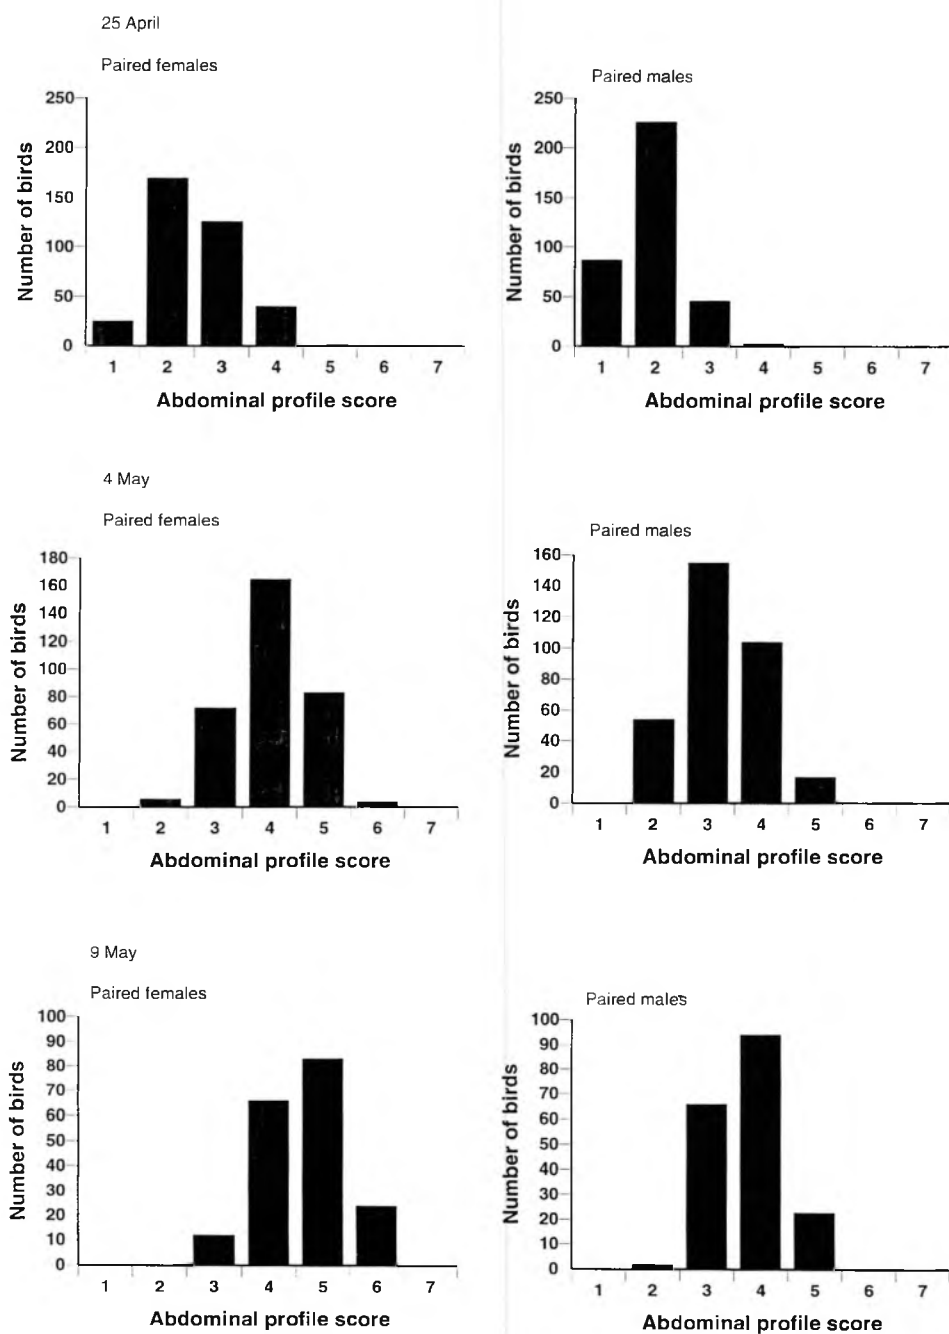 25 April
Paired females
Number of birds
250
200
150
100
50
0
1 2 3 4 5 6 7
Abdominal profile score
Paired males
Number of birds
250
200
150
100
50
0
1 2 3 4 5 6 7
Abdominal profile score
4 May
Paired females
Number of birds
180
160
140
120
100
80
60
40
20
0
1 2 3 4 5 6 7
Abdominal profile score
Paired males
Number of birds
160
140
120
100
80
60
40
20
0
1 2 3 4 5 6 7
Abdominal profile score
9 May
Paired females
Number of birds
100
90
80
70
60
50
40
30
20
10
0
1 2 3 4 5 6 7
Abdominal profile score
Paired males
Number of birds
100
90
80
70
60
50
40
30
20
10
0
1 2 3 4 5 6 7
Abdominal profile score